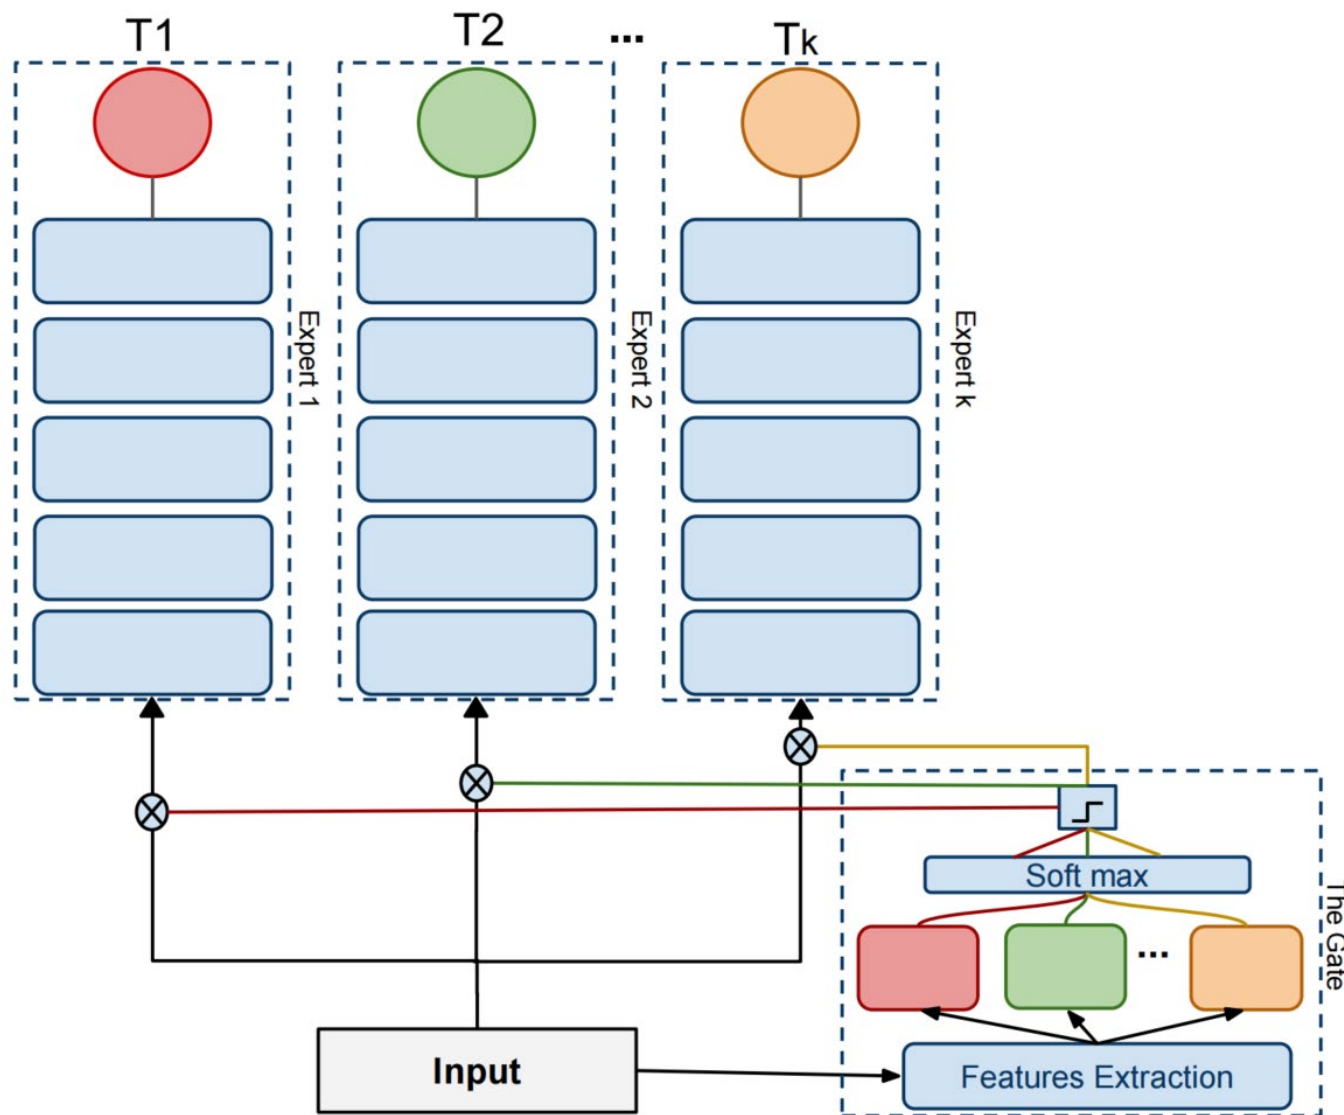 T1
T2
...
Tk
Expert 1
Expert 2
Expert k
Soft max
...
The Gate
Input
Features Extraction